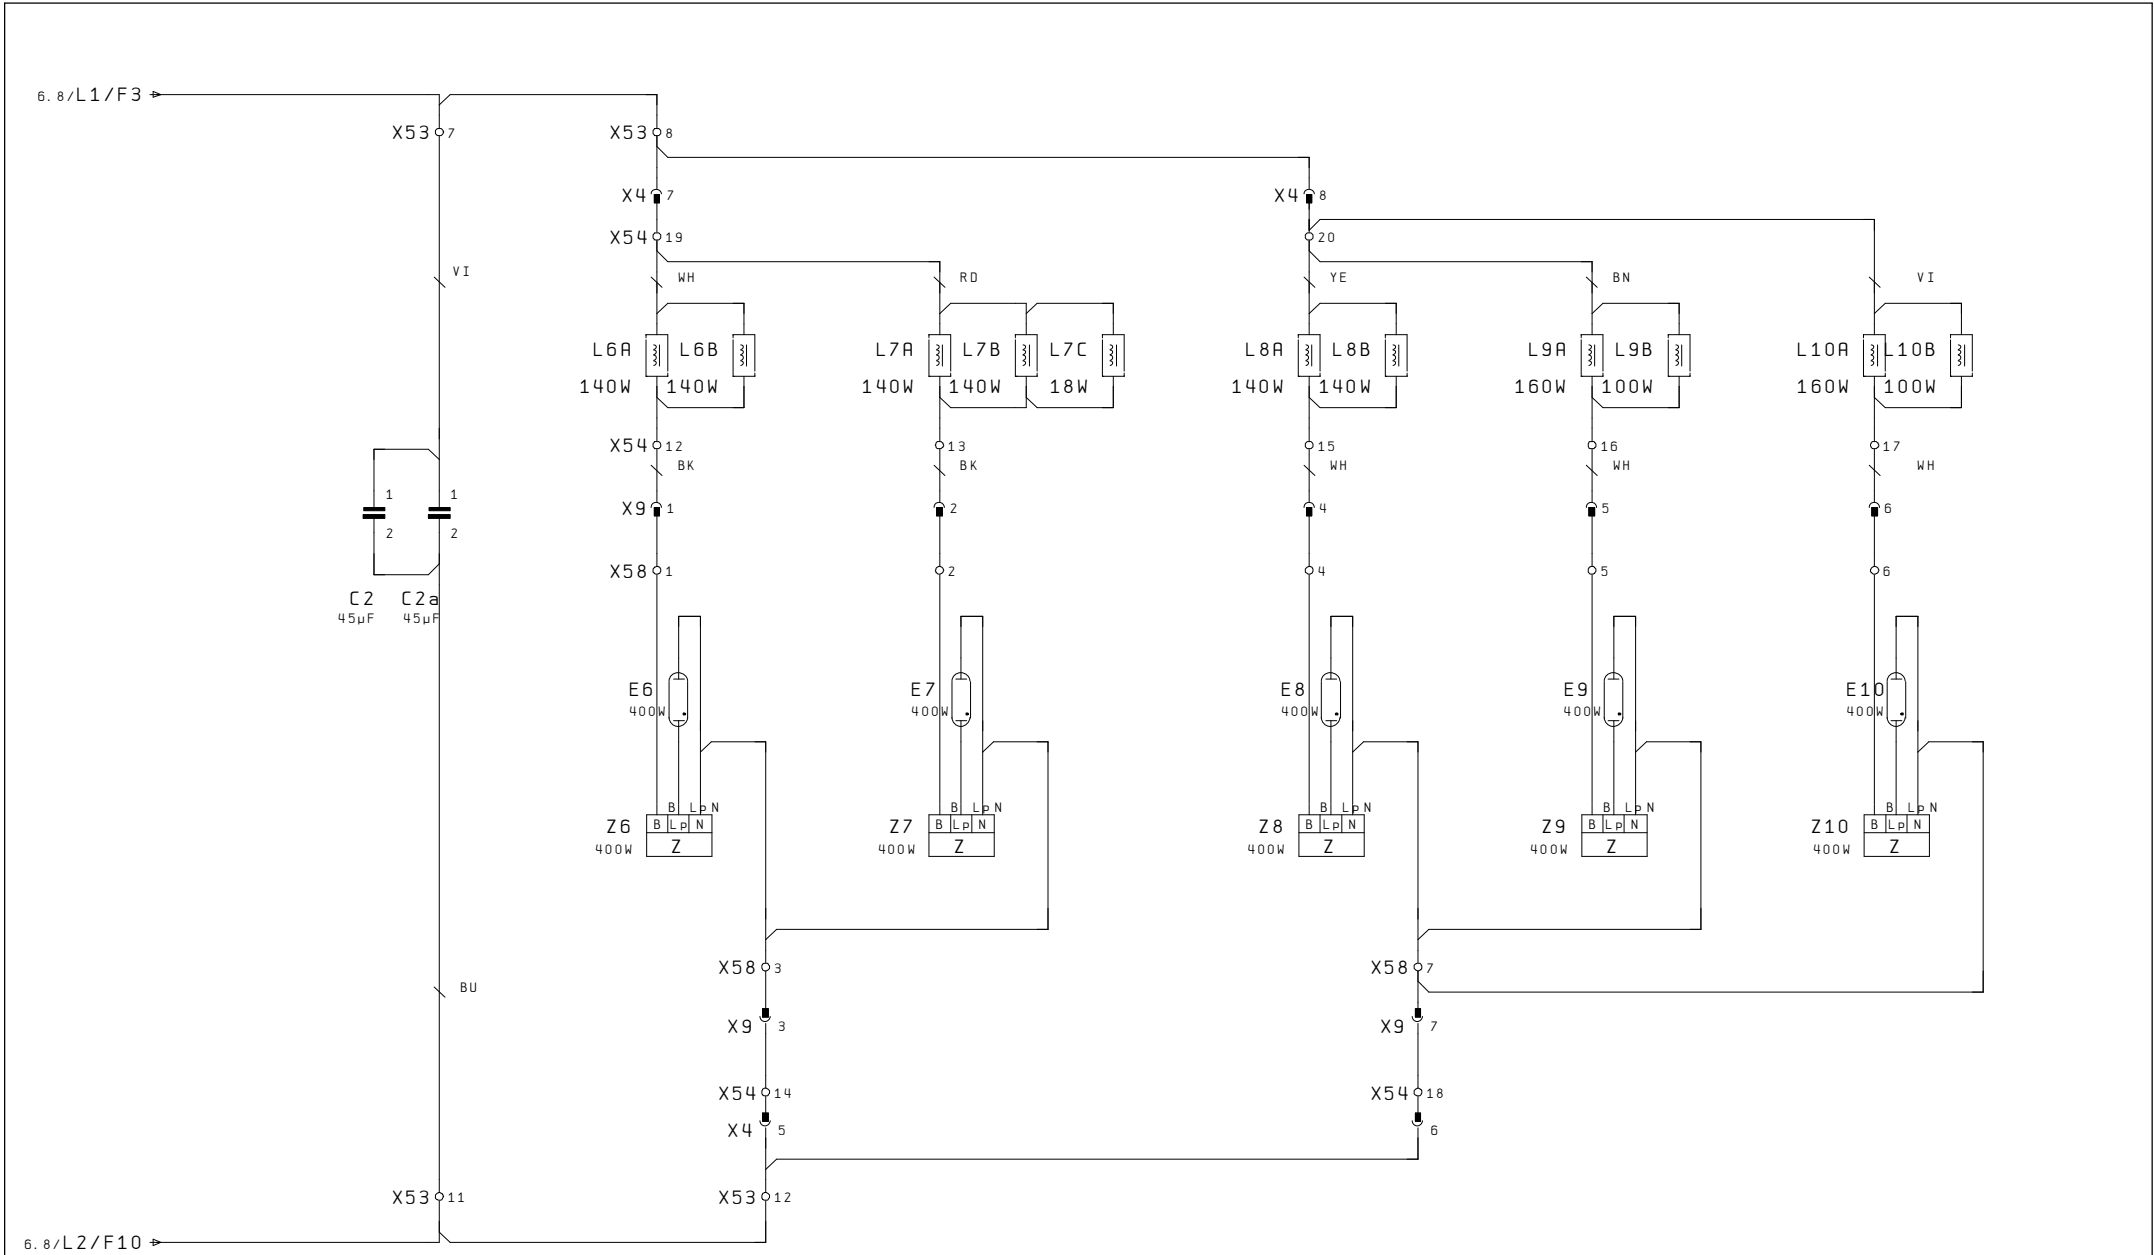 6.8/L1/F3
X53 7 X53 8
X4 7 X4 8
X54 19 20
VI WH RD YE BN VI
L6A L6B L7A L7B L7C L8A L8B L9A L9B L10A L10B
140W 140W 140W 140W 18W 140W 140W 160W 100W 160W 100W
X54 12 13 15 16 17
BK BK WH WH WH
1 1
X9 1 2 4 5 6
2 2
X58 1 2 4 5 6
C2 C2a
45µF 45µF
E6 E7 E8 E9 E10
400W 400W 400W 400W 400W
B Lp N B Lp N B Lp N B Lp N B Lp N
Z6 B Lp N Z7 B Lp N Z8 B Lp N Z9 B Lp N Z10 B Lp N
400W Z 400W Z 400W Z 400W Z 400W Z
X58 3 X58 7
BU
X9 3 X9 7
X54 14 X54 18
X4 5 6
X53 11 X53 12
6.8/L2/F10